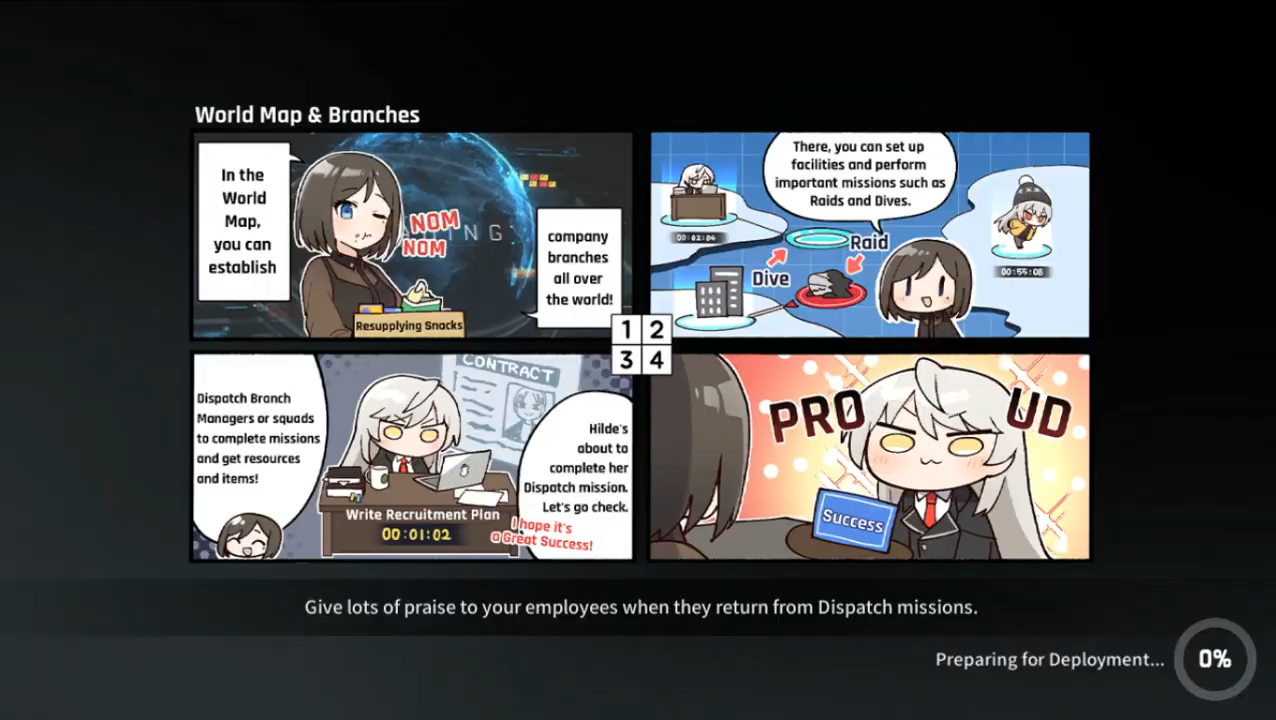 World Map & Branches
In the
World
Map,
you can
establish
NOM
NOM
company
branches
all over
the world!
Resupplying Snacks
There, you can set up
facilities and perform
important missions such as
Raids and Dives.
00:02:04
Raid
Dive
00:55:08
1 2
3 4
Dispatch Branch
Managers or squads
to complete missions
and get resources
and items!
CONTRACT
Hilde's
about to
complete her
Dispatch mission.
Let's go check.
Write Recruitment Plan
00:01:02
I hope it's
a Great Success!
PROUD
Success
Give lots of praise to your employees when they return from Dispatch missions.
Preparing for Deployment...
0%